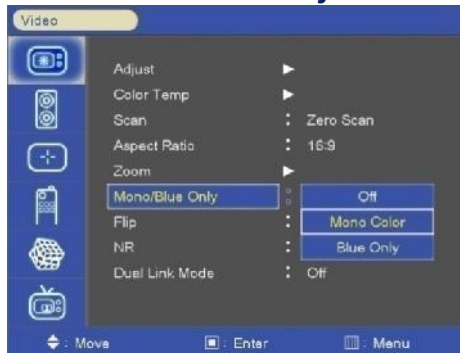 Video
Adjust
Color Temp
Scan : Zero Scan
Aspect Ratio : 16:9
Zoom
Mono/Blue Only : Off
Flip : Mono Color
NR : Blue Only
Dual Link Mode : Off
: Move : Enter : Menu